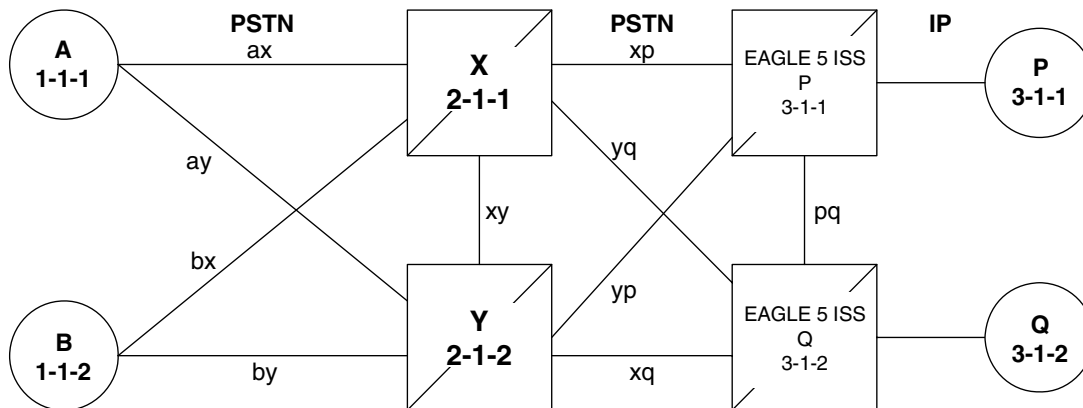 PSTN
PSTN
IP
A
1-1-1
ax
X
2-1-1
xp
EAGLE 5 ISS
P
3-1-1
P
3-1-1
ay
yq
xy
pq
bx
yp
B
1-1-2
by
Y
2-1-2
xq
EAGLE 5 ISS
Q
3-1-2
Q
3-1-2